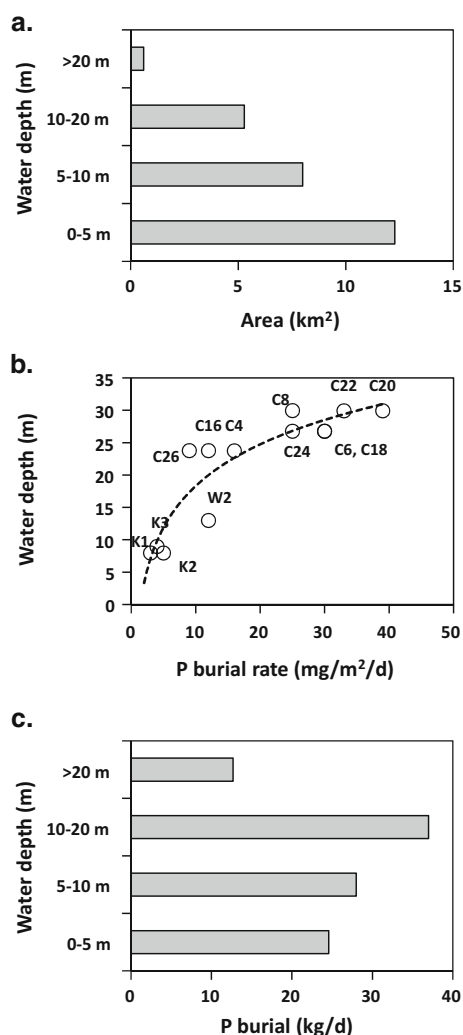 a.
Water depth (m)
>20 m
10-20 m
5-10 m
0-5 m
0 5 10 15
Area (km²)
b.
Water depth (m)
35
30
25
20
15
10
5
0
C8 C22 C20
C16 C4
C26
C24 C6, C18
W2
K3
K1
K2
0 10 20 30 40 50
P burial rate (mg/m²/d)
c.
Water depth (m)
>20 m
10-20 m
5-10 m
0-5 m
0 10 20 30 40
P burial (kg/d)